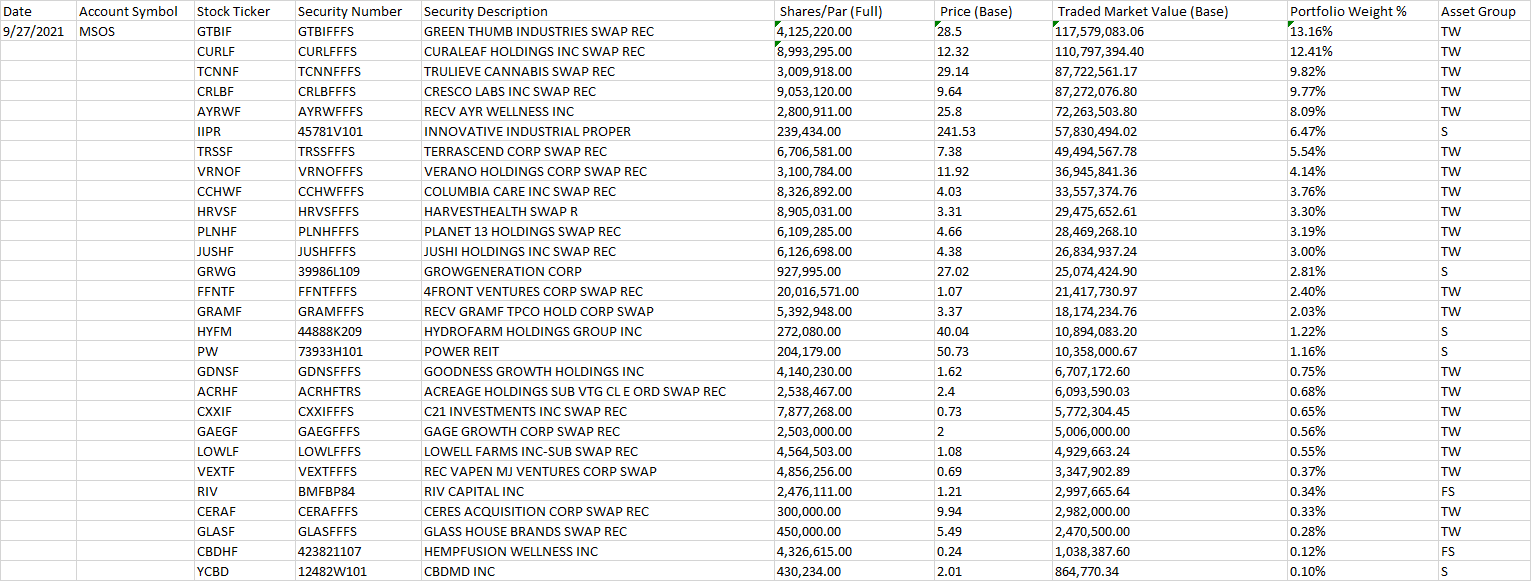 Date Account Symbol Stock Ticker Security Number Security Description Shares/Par (Full) Price (Base) Traded Market Value (Base) Portfolio Weight % Asset Group
9/27/2021 MSOS GTBIF GTBIFFFS GREEN THUMB INDUSTRIES SWAP REC 4,125,220.00 28.5 117,579,083.06 13.16% TW
CURLF CURLFFFS CURALEAF HOLDINGS INC SWAP REC 8,993,295.00 12.32 110,797,394.40 12.41% TW
TCNNF TCNNFFFS TRULIEVE CANNABIS SWAP REC 3,009,918.00 29.14 87,722,561.17 9.82% TW
CRLBF CRLBFFFS CRESCO LABS INC SWAP REC 9,053,120.00 9.64 87,272,076.80 9.77% TW
AYRWF AYRWFFFS RECV AYR WELLNESS INC 2,800,911.00 25.8 72,263,503.80 8.09% TW
IIPR 45781V101 INNOVATIVE INDUSTRIAL PROPER 239,434.00 241.53 57,830,494.02 6.47% S
TRSSF TRSSFFFS TERRASCEND CORP SWAP REC 6,706,581.00 7.38 49,494,567.78 5.54% TW
VRNOF VRNOFFFS VERANO HOLDINGS CORP SWAP REC 3,100,784.00 11.92 36,945,841.36 4.14% TW
CCHWF CCHWFFFS COLUMBIA CARE INC SWAP REC 8,326,892.00 4.03 33,557,374.76 3.76% TW
HRVSF HRVSFFFS HARVESTHEALTH SWAP R 8,905,031.00 3.31 29,475,652.61 3.30% TW
PLNHF PLNHFFFS PLANET 13 HOLDINGS SWAP REC 6,109,285.00 4.66 28,469,268.10 3.19% TW
JUSHF JUSHFFFS JUSHI HOLDINGS INC SWAP REC 6,126,698.00 4.38 26,834,937.24 3.00% TW
GRWG 39986L109 GROWGENERATION CORP 927,995.00 27.02 25,074,424.90 2.81% S
FFNTF FFNTFFFS 4FRONT VENTURES CORP SWAP REC 20,016,571.00 1.07 21,417,730.97 2.40% TW
GRAMF GRAMFFFS RECV GRAMF TPCO HOLD CORP SWAP 5,392,948.00 3.37 18,174,234.76 2.03% TW
HYFM 44888K209 HYDROFARM HOLDINGS GROUP INC 272,080.00 40.04 10,894,083.20 1.22% S
PW 73933H101 POWER REIT 204,179.00 50.73 10,358,000.67 1.16% S
GDNSF GDNSFFFS GOODNESS GROWTH HOLDINGS INC 4,140,230.00 1.62 6,707,172.60 0.75% TW
ACRHF ACRHFTRS ACREAGE HOLDINGS SUB VTG CL E ORD SWAP REC 2,538,467.00 2.4 6,093,590.03 0.68% TW
CXXIF CXXIFFFS C21 INVESTMENTS INC SWAP REC 7,877,268.00 0.73 5,772,304.45 0.65% TW
GAEGF GAEGFFFS GAGE GROWTH CORP SWAP REC 2,503,000.00 2 5,006,000.00 0.56% TW
LOWLF LOWLFFFS LOWELL FARMS INC-SUB SWAP REC 4,564,503.00 1.08 4,929,663.24 0.55% TW
VEXTF VEXTFFFS REC VAPEN MJ VENTURES CORP SWAP 4,856,256.00 0.69 3,347,902.89 0.37% TW
RIV BMFBP84 RIV CAPITAL INC 2,476,111.00 1.21 2,997,665.64 0.34% FS
CERAF CERAFFFS CERES ACQUISITION CORP SWAP REC 300,000.00 9.94 2,982,000.00 0.33% TW
GLASF GLASFFFS GLASS HOUSE BRANDS SWAP REC 450,000.00 5.49 2,470,500.00 0.28% TW
CBDHF 423821107 HEMPFUSION WELLNESS INC 4,326,615.00 0.24 1,038,387.60 0.12% FS
YCBD 12482W101 CBDMD INC 430,234.00 2.01 864,770.34 0.10% S